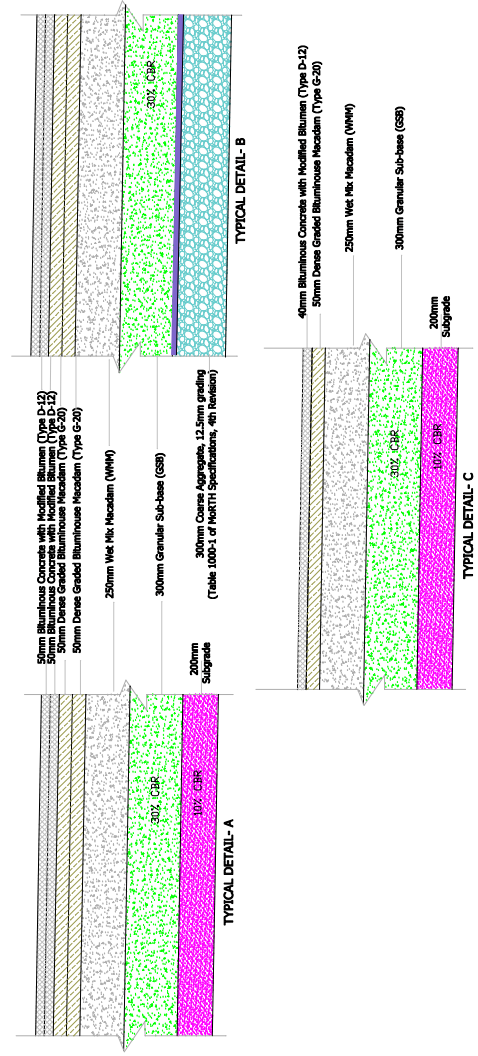 50mm Bituminous Concrete with Modified Bitumen (Type D-12)
50mm Bituminous Concrete with Modified Bitumen (Type D-12)
50mm Dense Graded Bituminouse Macadam (Type G-20)
50mm Dense Graded Bituminouse Macadam (Type G-20)
250mm Wet Mix Macadam (WMM)
300mm Granular Sub-base (GSB)
200mm
Subgrade
30% CBR
10% CBR
TYPICAL DETAIL- A
30% CBR
300mm Coarse Aggregate, 12.5mm grading
(Table 1000-1 of MoRTH Specifications, 4th Revision)
TYPICAL DETAIL- B
40mm Bituminous Concrete with Modified Bitumen (Type D-12)
50mm Dense Graded Bituminouse Macadam (Type G-20)
250mm Wet Mix Macadam (WMM)
300mm Granular Sub-base (GSB)
200mm
Subgrade
30% CBR
10% CBR
TYPICAL DETAIL- C